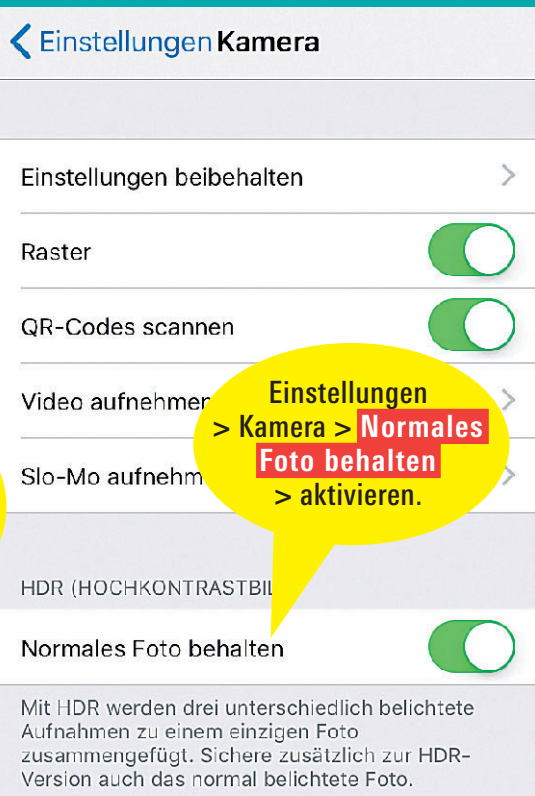 Einstellungen Kamera
Einstellungen beibehalten
Raster
QR-Codes scannen
Video aufnehmen
Slo-Mo aufnehm
Einstellungen
> Kamera > Normales
Foto behalten
> aktivieren.
HDR (HOCHKONTRASTBIL
Normales Foto behalten
Mit HDR werden drei unterschiedlich belichtete
Aufnahmen zu einem einzigen Foto
zusammengefügt. Sichere zusätzlich zur HDR-
Version auch das normal belichtete Foto.